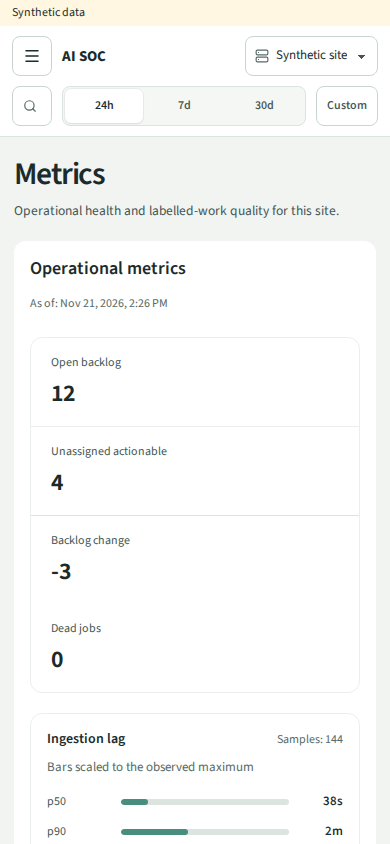 Synthetic data
AI SOC
Synthetic site
24h
7d
30d
Custom
Metrics
Operational health and labelled-work quality for this site.
Operational metrics
As of: Nov 21, 2026, 2:26 PM
Open backlog
12
Unassigned actionable
4
Backlog change
-3
Dead jobs
0
Ingestion lag
Samples: 144
Bars scaled to the observed maximum
p50
38s
p90
2m